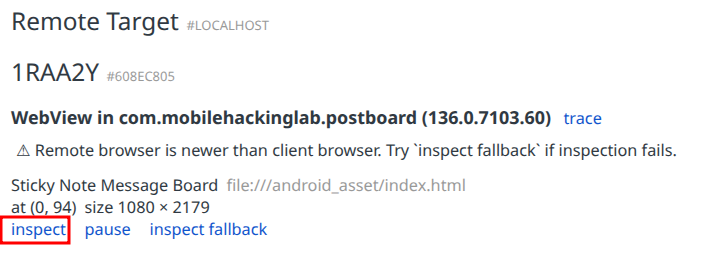 Remote Target #LOCALHOST
1RAA2Y #608EC805
WebView in com.mobilehackinglab.postboard (136.0.7103.60) trace
⚠ Remote browser is newer than client browser. Try `inspect fallback` if inspection fails.
Sticky Note Message Board file:///android_asset/index.html
at (0, 94) size 1080 × 2179
inspect pause inspect fallback